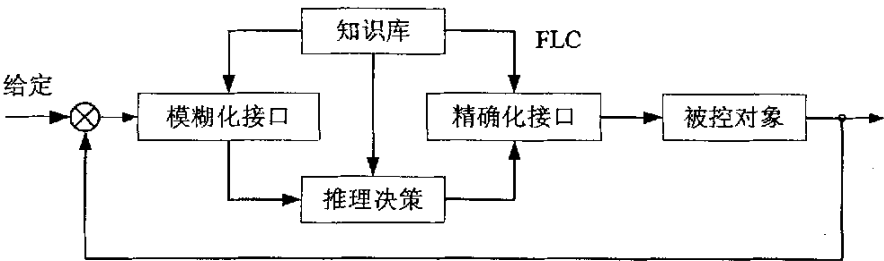 知识库
FLC
给定
模糊化接口
精确化接口
被控对象
推理决策